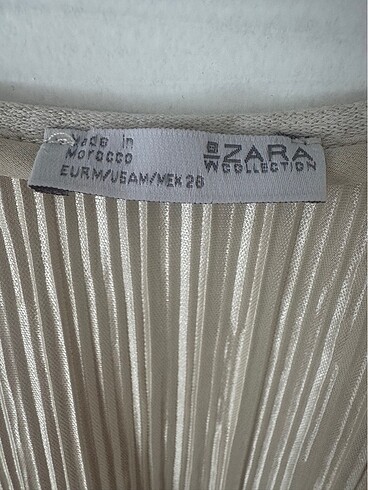 Made in
Morocco
EUR M/USA M/MEX 28
ZARA
W&B COLLECTION